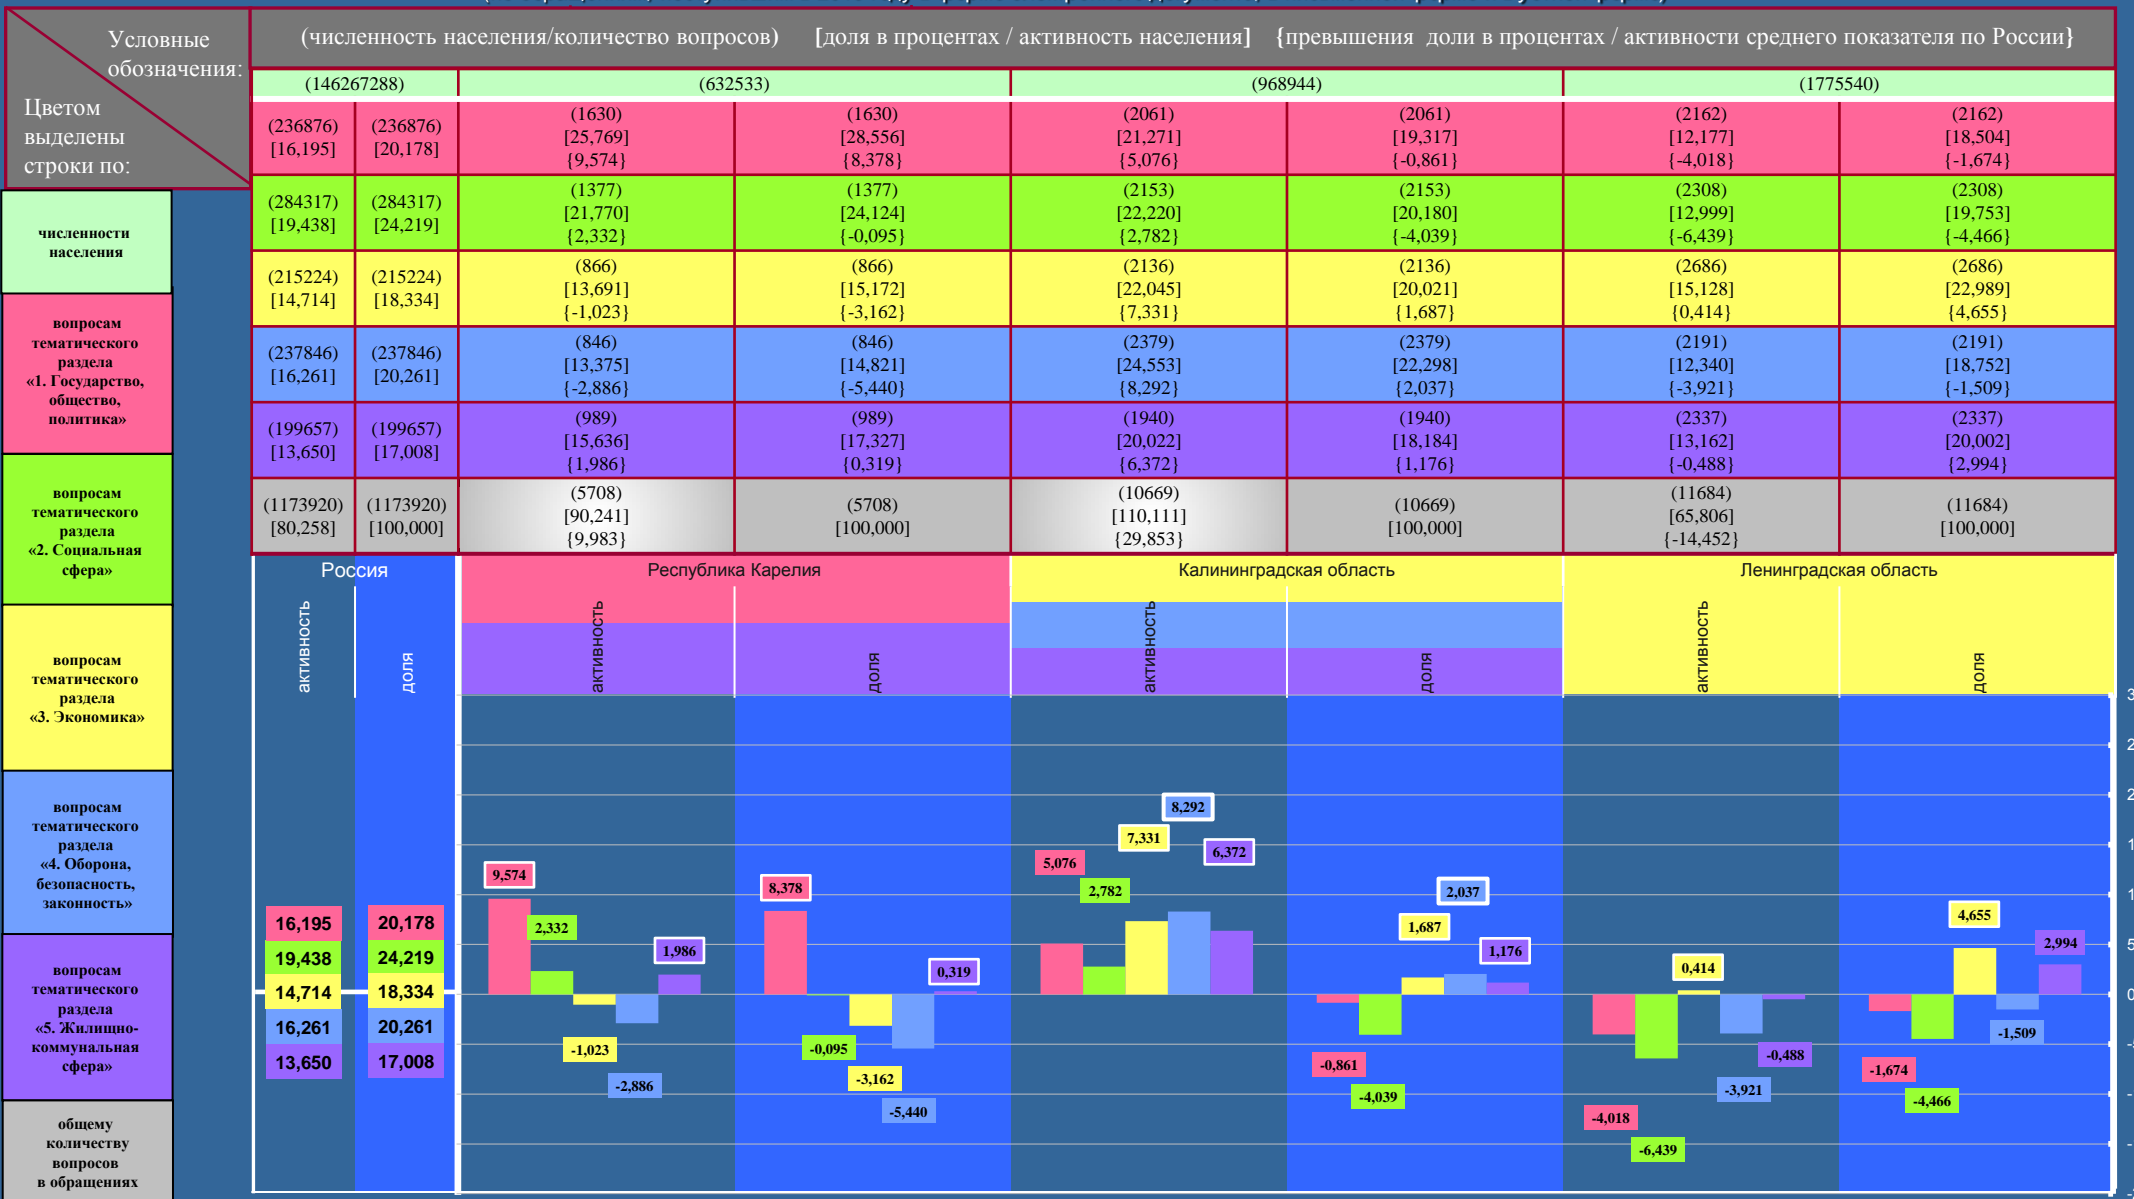 Условные
обозначения:
Цветом
выделены
строки по:
(численность населения/количество вопросов) [доля в процентах / активность населения] {превышения доли в процентах / активности среднего показателя по России}
(146267288) (632533) (968944) (1775540)
(236876) (236876) (1630) (1630) (2061) (2061) (2162) (2162)
[16,195] [20,178] [25,769] [28,556] [21,271] [19,317] [12,177] [18,504]
{9,574} {8,378} {5,076} {-0,861} {-4,018} {-1,674}
(284317) (284317) (1377) (1377) (2153) (2153) (2308) (2308)
[19,438] [24,219] [21,770] [24,124] [22,220] [20,180] [12,999] [19,753]
{2,332} {-0,095} {2,782} {-4,039} {-6,439} {-4,466}
(215224) (215224) (866) (866) (2136) (2136) (2686) (2686)
[14,714] [18,334] [13,691] [15,172] [22,045] [20,021] [15,128] [22,989]
{-1,023} {-3,162} {7,331} {1,687} {0,414} {4,655}
(237846) (237846) (846) (846) (2379) (2379) (2191) (2191)
[16,261] [20,261] [13,375] [14,821] [24,553] [22,298] [12,340] [18,752]
{-2,886} {-5,440} {8,292} {2,037} {-3,921} {-1,509}
(199657) (199657) (989) (989) (1940) (1940) (2337) (2337)
[13,650] [17,008] [15,636] [17,327] [20,022] [18,184] [13,162] [20,002]
{1,986} {0,319} {6,372} {1,176} {-0,488} {2,994}
(1173920) (1173920) (5708) (5708) (10669) (10669) (11684) (11684)
[80,258] [100,000] [90,241] [100,000] [110,111] [100,000] [65,806] [100,000]
{9,983} {29,853} {-14,452}
численности
населения
вопросам
тематического
раздела
«1. Государство,
общество,
политика»
вопросам
тематического
раздела
«2. Социальная
сфера»
вопросам
тематического
раздела
«3. Экономика»
вопросам
тематического
раздела
«4. Оборона,
безопасность,
законность»
вопросам
тематического
раздела
«5. Жилищно-
коммунальная
сфера»
общему
количеству
вопросов
в обращениях
Россия Республика Карелия Калининградская область Ленинградская область
активность доля активность доля активность доля активность доля
16,195 20,178
19,438 24,219
14,714 18,334
16,261 20,261
13,650 17,008
9,574
2,332
-1,023
-2,886
1,986
8,378
-0,095
-3,162
-5,440
0,319
5,076
2,782
7,331
8,292
6,372
-0,861
-4,039
1,687
2,037
1,176
-4,018
-6,439
0,414
-3,921
-0,488
-1,674
-4,466
4,655
-1,509
2,994